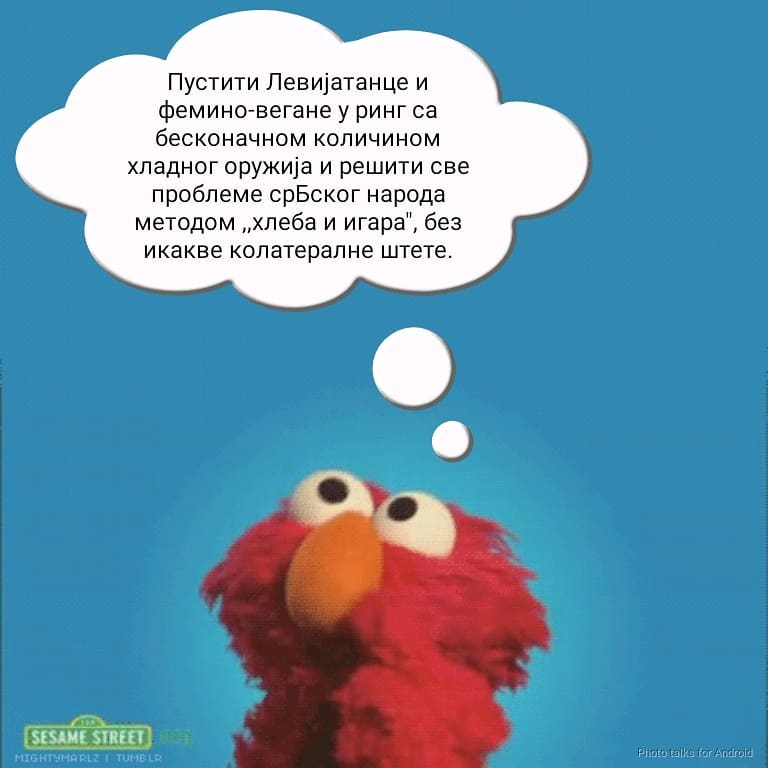 Пустити Левијатанце и
фемино-вегане у ринг са
бесконачном количином
хладног оружија и решити све
проблеме срБског народа
методом ,,хлеба и игара", без
икакве колатералне штете.
SESAME STREET
MIGHTYMARLZ | TUMBLR
Photo talks for Android